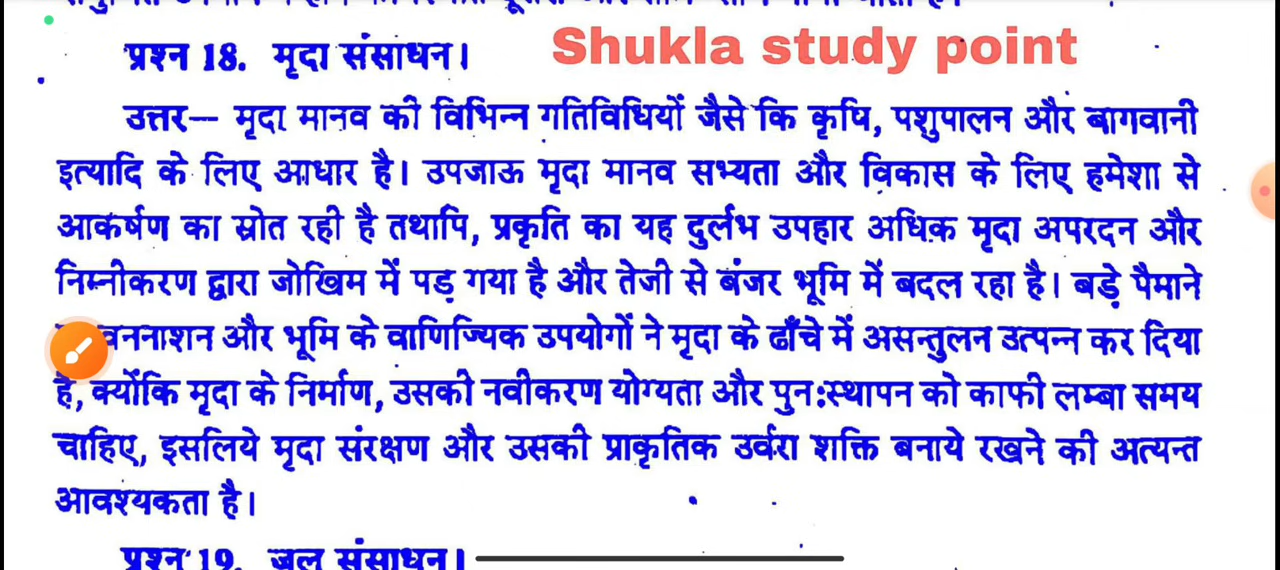 प्रश्न 18. मृदा संसाधन। Shukla study point
उत्तर— मृदा मानव की विभिन्न गतिविधियों जैसे कि कृषि, पशुपालन और बागवानी
इत्यादि के लिए आधार है। उपजाऊ मृदा मानव सभ्यता और विकास के लिए हमेशा से
आकर्षण का स्रोत रही है तथापि, प्रकृति का यह दुर्लभ उपहार अधिक मृदा अपरदन और
निम्नीकरण द्वारा जोखिम में पड़ गया है और तेजी से बंजर भूमि में बदल रहा है। बड़े पैमाने
वननाशन और भूमि के वाणिज्यिक उपयोगों ने मृदा के ढाँचे में असन्तुलन उत्पन्न कर दिया
है, क्योंकि मृदा के निर्माण, उसकी नवीकरण योग्यता और पुन:स्थापन को काफी लम्बा समय
चाहिए, इसलिये मृदा संरक्षण और उसकी प्राकृतिक उर्वरा शक्ति बनाये रखने की अत्यन्त
आवश्यकता है।
प्रश्न 19. जल संसाधन।